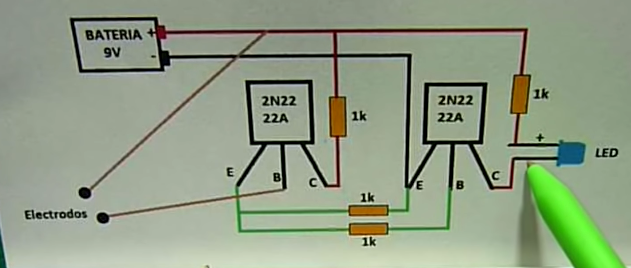 BATERIA +
9V -
2N22
22A
1k
2N22
22A
1k
+
LED
E B C
E B C
1k
1k
Electrodos